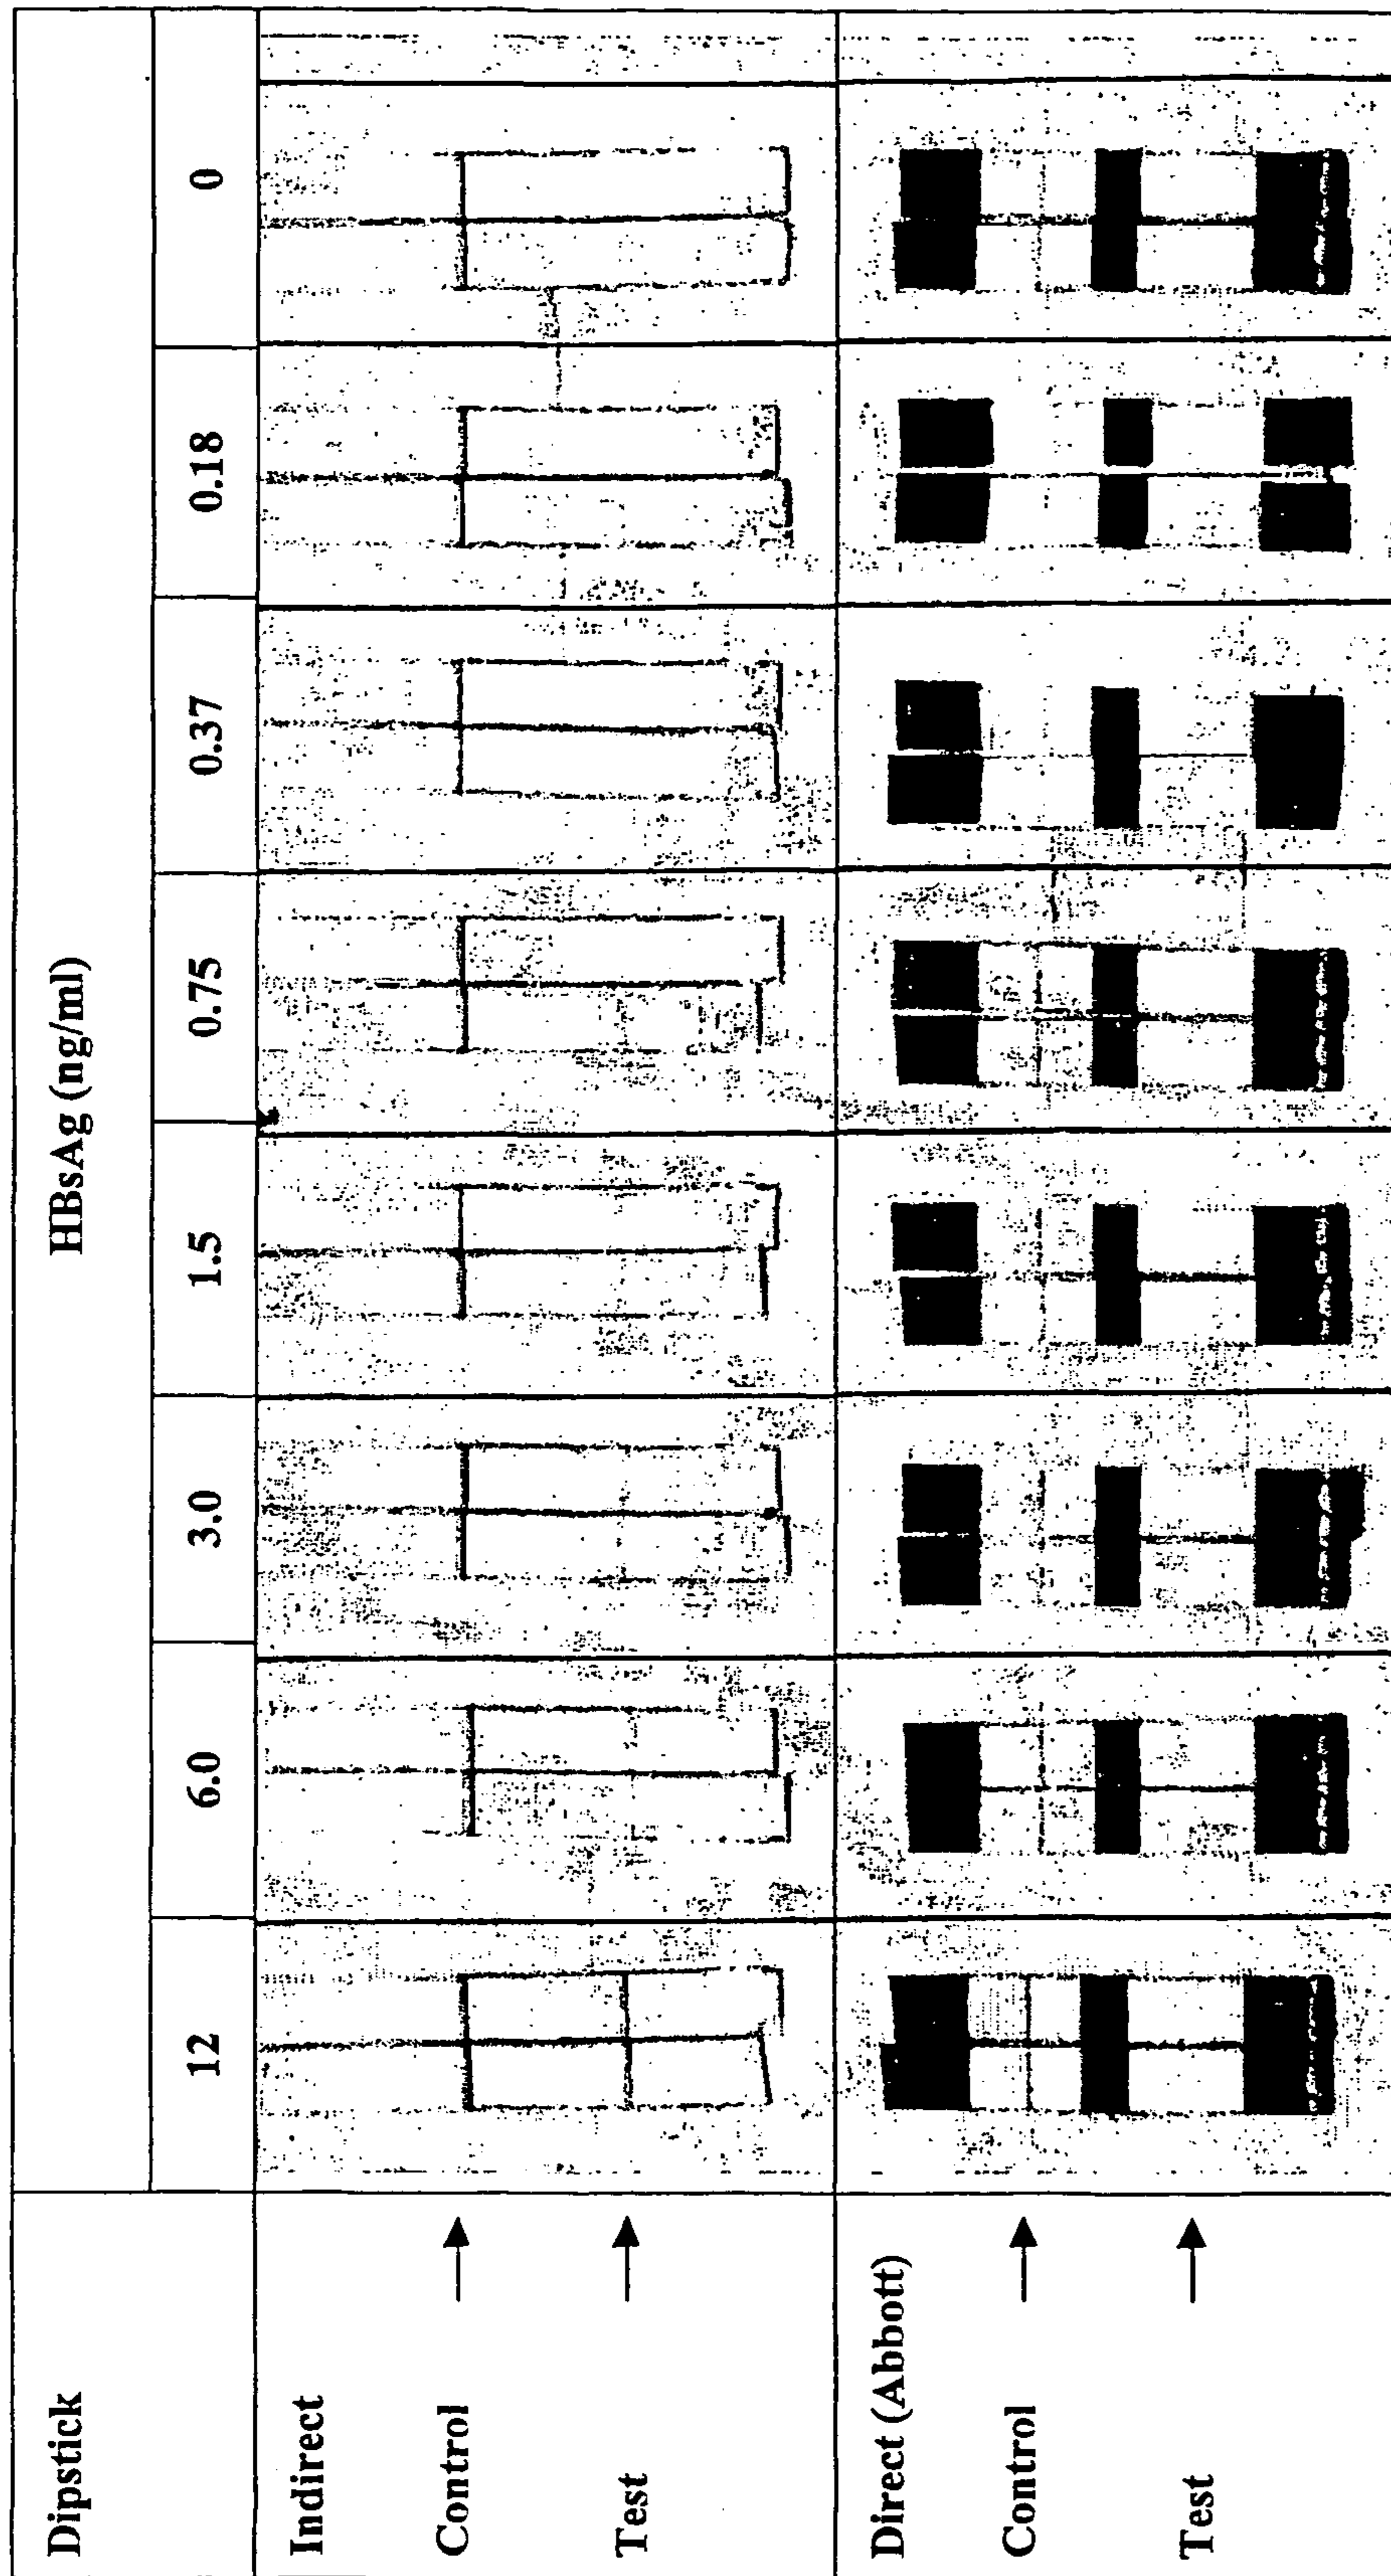 Dipstick
HBsAg (ng/ml)
12 6.0 3.0 1.5 0.75 0.37 0.18 0
Indirect
Control
Test
Direct (Abbott)
Control
Test